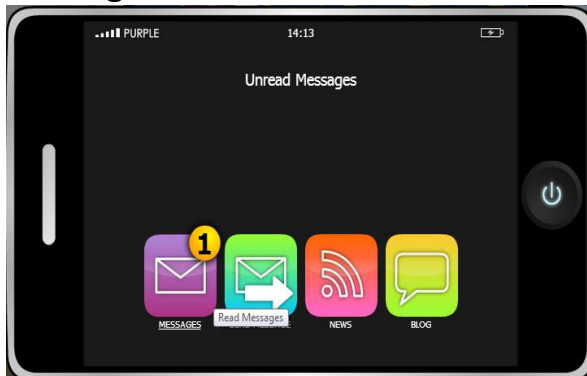 PURPLE 14:13
Unread Messages
1
Read Messages
MESSAGES NEWS BLOG